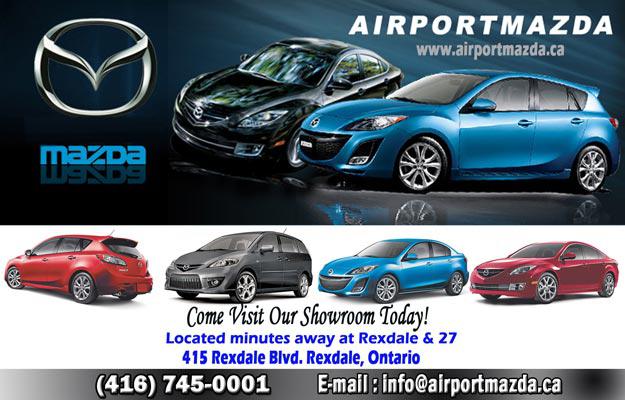 AIRPORTMAZDA
www.airportmazda.ca
mazda
Come Visit Our Showroom Today!
Located minutes away at Rexdale & 27
415 Rexdale Blvd. Rexdale, Ontario
(416) 745-0001 E-mail : info@airportmazda.ca